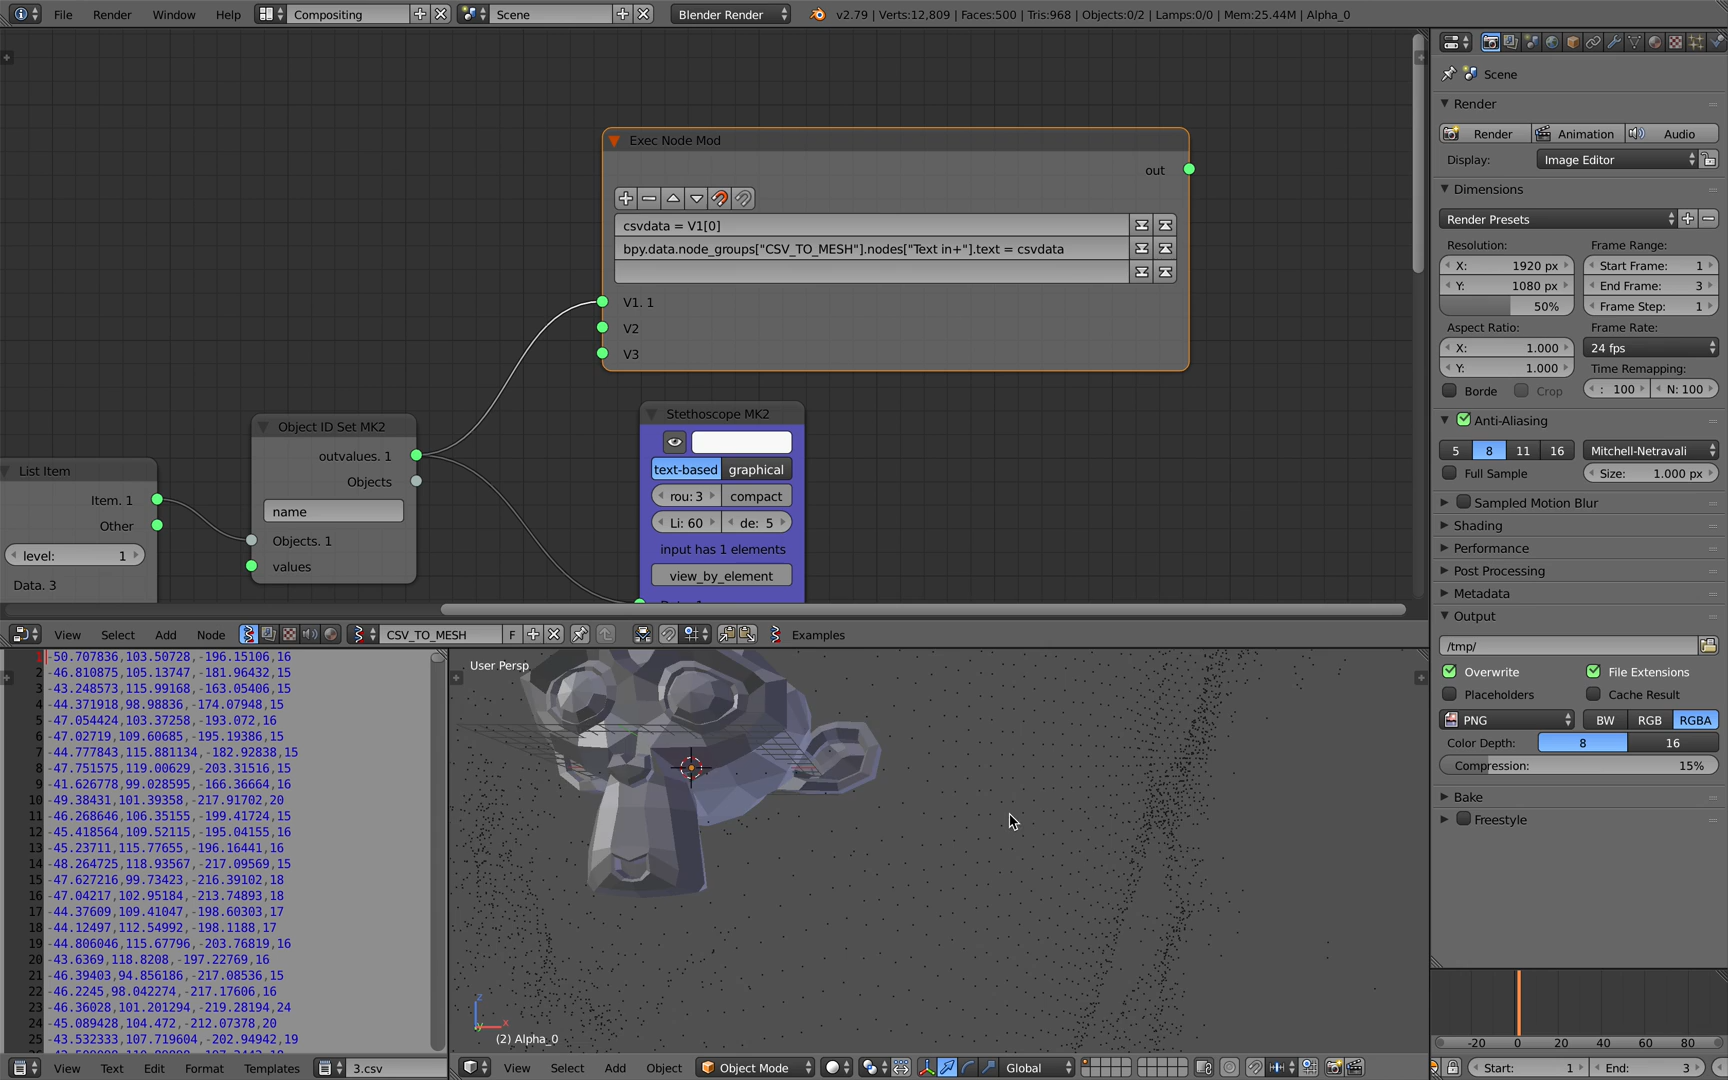 File Render Window Help Compositing Scene Blender Render v2.79 | Verts:12,809 | Faces:500 | Tris:968 | Objects:0/2 | Lamps:0/0 | Mem:25.44M | Alpha_0
Exec Node Mod
out
csvdata = V1[0]
bpy.data.node_groups["CSV_TO_MESH"].nodes["Text in+"].text = csvdata
V1. 1
V2
V3
Object ID Set MK2
outvalues. 1
Objects
name
Objects. 1
values
List Item
Item. 1
Other
level: 1
Data. 3
Stethoscope MK2
text-based graphical
rou: 3 compact
Li: 60 de: 5
input has 1 elements
view_by_element
View Select Add Node CSV_TO_MESH F Examples
1 -50.707836,103.50728,-196.15106,16
2 -46.810875,105.13747,-181.96432,15
3 -43.248573,115.99168,-163.05406,15
4 -44.371918,98.98836,-174.07948,15
5 -47.054424,103.37258,-193.072,16
6 -47.02719,109.60685,-195.19386,15
7 -44.777843,115.881134,-182.92838,15
8 -47.751575,119.00629,-203.31516,15
9 -41.626778,99.028595,-166.36664,16
10 -49.38431,101.39358,-217.91702,20
11 -46.268646,106.35155,-199.41724,15
12 -45.418564,109.52115,-195.04155,16
13 -45.23711,115.77655,-196.16441,16
14 -48.264725,118.93567,-217.09569,15
15 -47.627216,99.73423,-216.39102,18
16 -47.04217,102.95184,-213.74893,18
17 -44.37609,109.41047,-198.60303,17
18 -44.12497,112.54992,-198.1188,17
19 -44.806046,115.67796,-203.76819,16
20 -43.6369,118.8208,-197.22769,16
21 -46.39403,94.856186,-217.08536,15
22 -46.2245,98.042274,-217.17606,16
23 -46.36028,101.201294,-219.28194,24
24 -45.089428,104.472,-212.07378,20
25 -43.532333,107.719604,-202.94942,19
View Text Edit Format Templates 3.csv
User Persp
z
y x
(2) Alpha_0
View Select Add Object Object Mode Global
Scene
Render
Render Animation Audio
Display: Image Editor
Dimensions
Render Presets
Resolution: Frame Range:
X: 1920 px Start Frame: 1
Y: 1080 px End Frame: 3
50% Frame Step: 1
Aspect Ratio: Frame Rate:
X: 1.000 24 fps
Y: 1.000 Time Remapping:
Borde Crop : 100 N: 100
Anti-Aliasing
5 8 11 16 Mitchell-Netravali
Full Sample Size: 1.000 px
Sampled Motion Blur
Shading
Performance
Post Processing
Metadata
Output
/tmp/
Overwrite File Extensions
Placeholders Cache Result
PNG BW RGB RGBA
Color Depth: 8 16
Compression: 15%
Bake
Freestyle
-20 0 20 40 60 80
Start: 1 End: 3